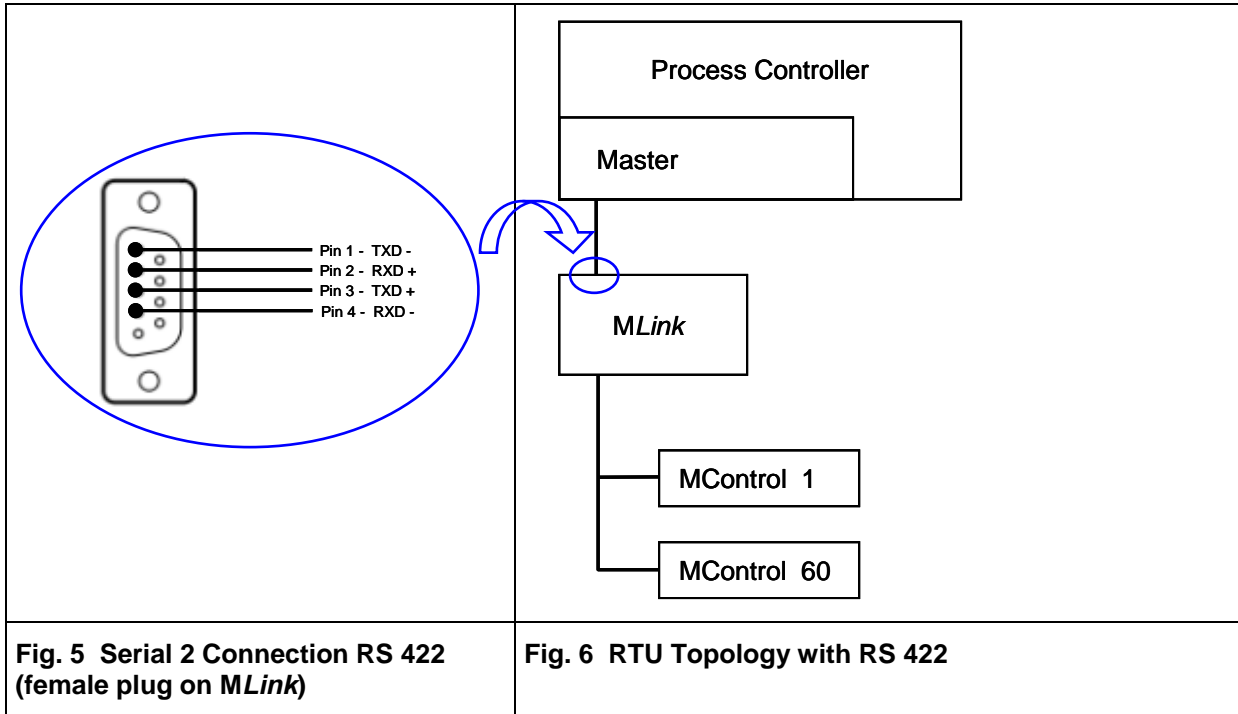 Pin 1 - TXD -
Pin 2 - RXD +
Pin 3 - TXD +
Pin 4 - RXD -
Process Controller
Master
MLink
MControl 1
MControl 60
Fig. 5 Serial 2 Connection RS 422
(female plug on MLink)
Fig. 6 RTU Topology with RS 422